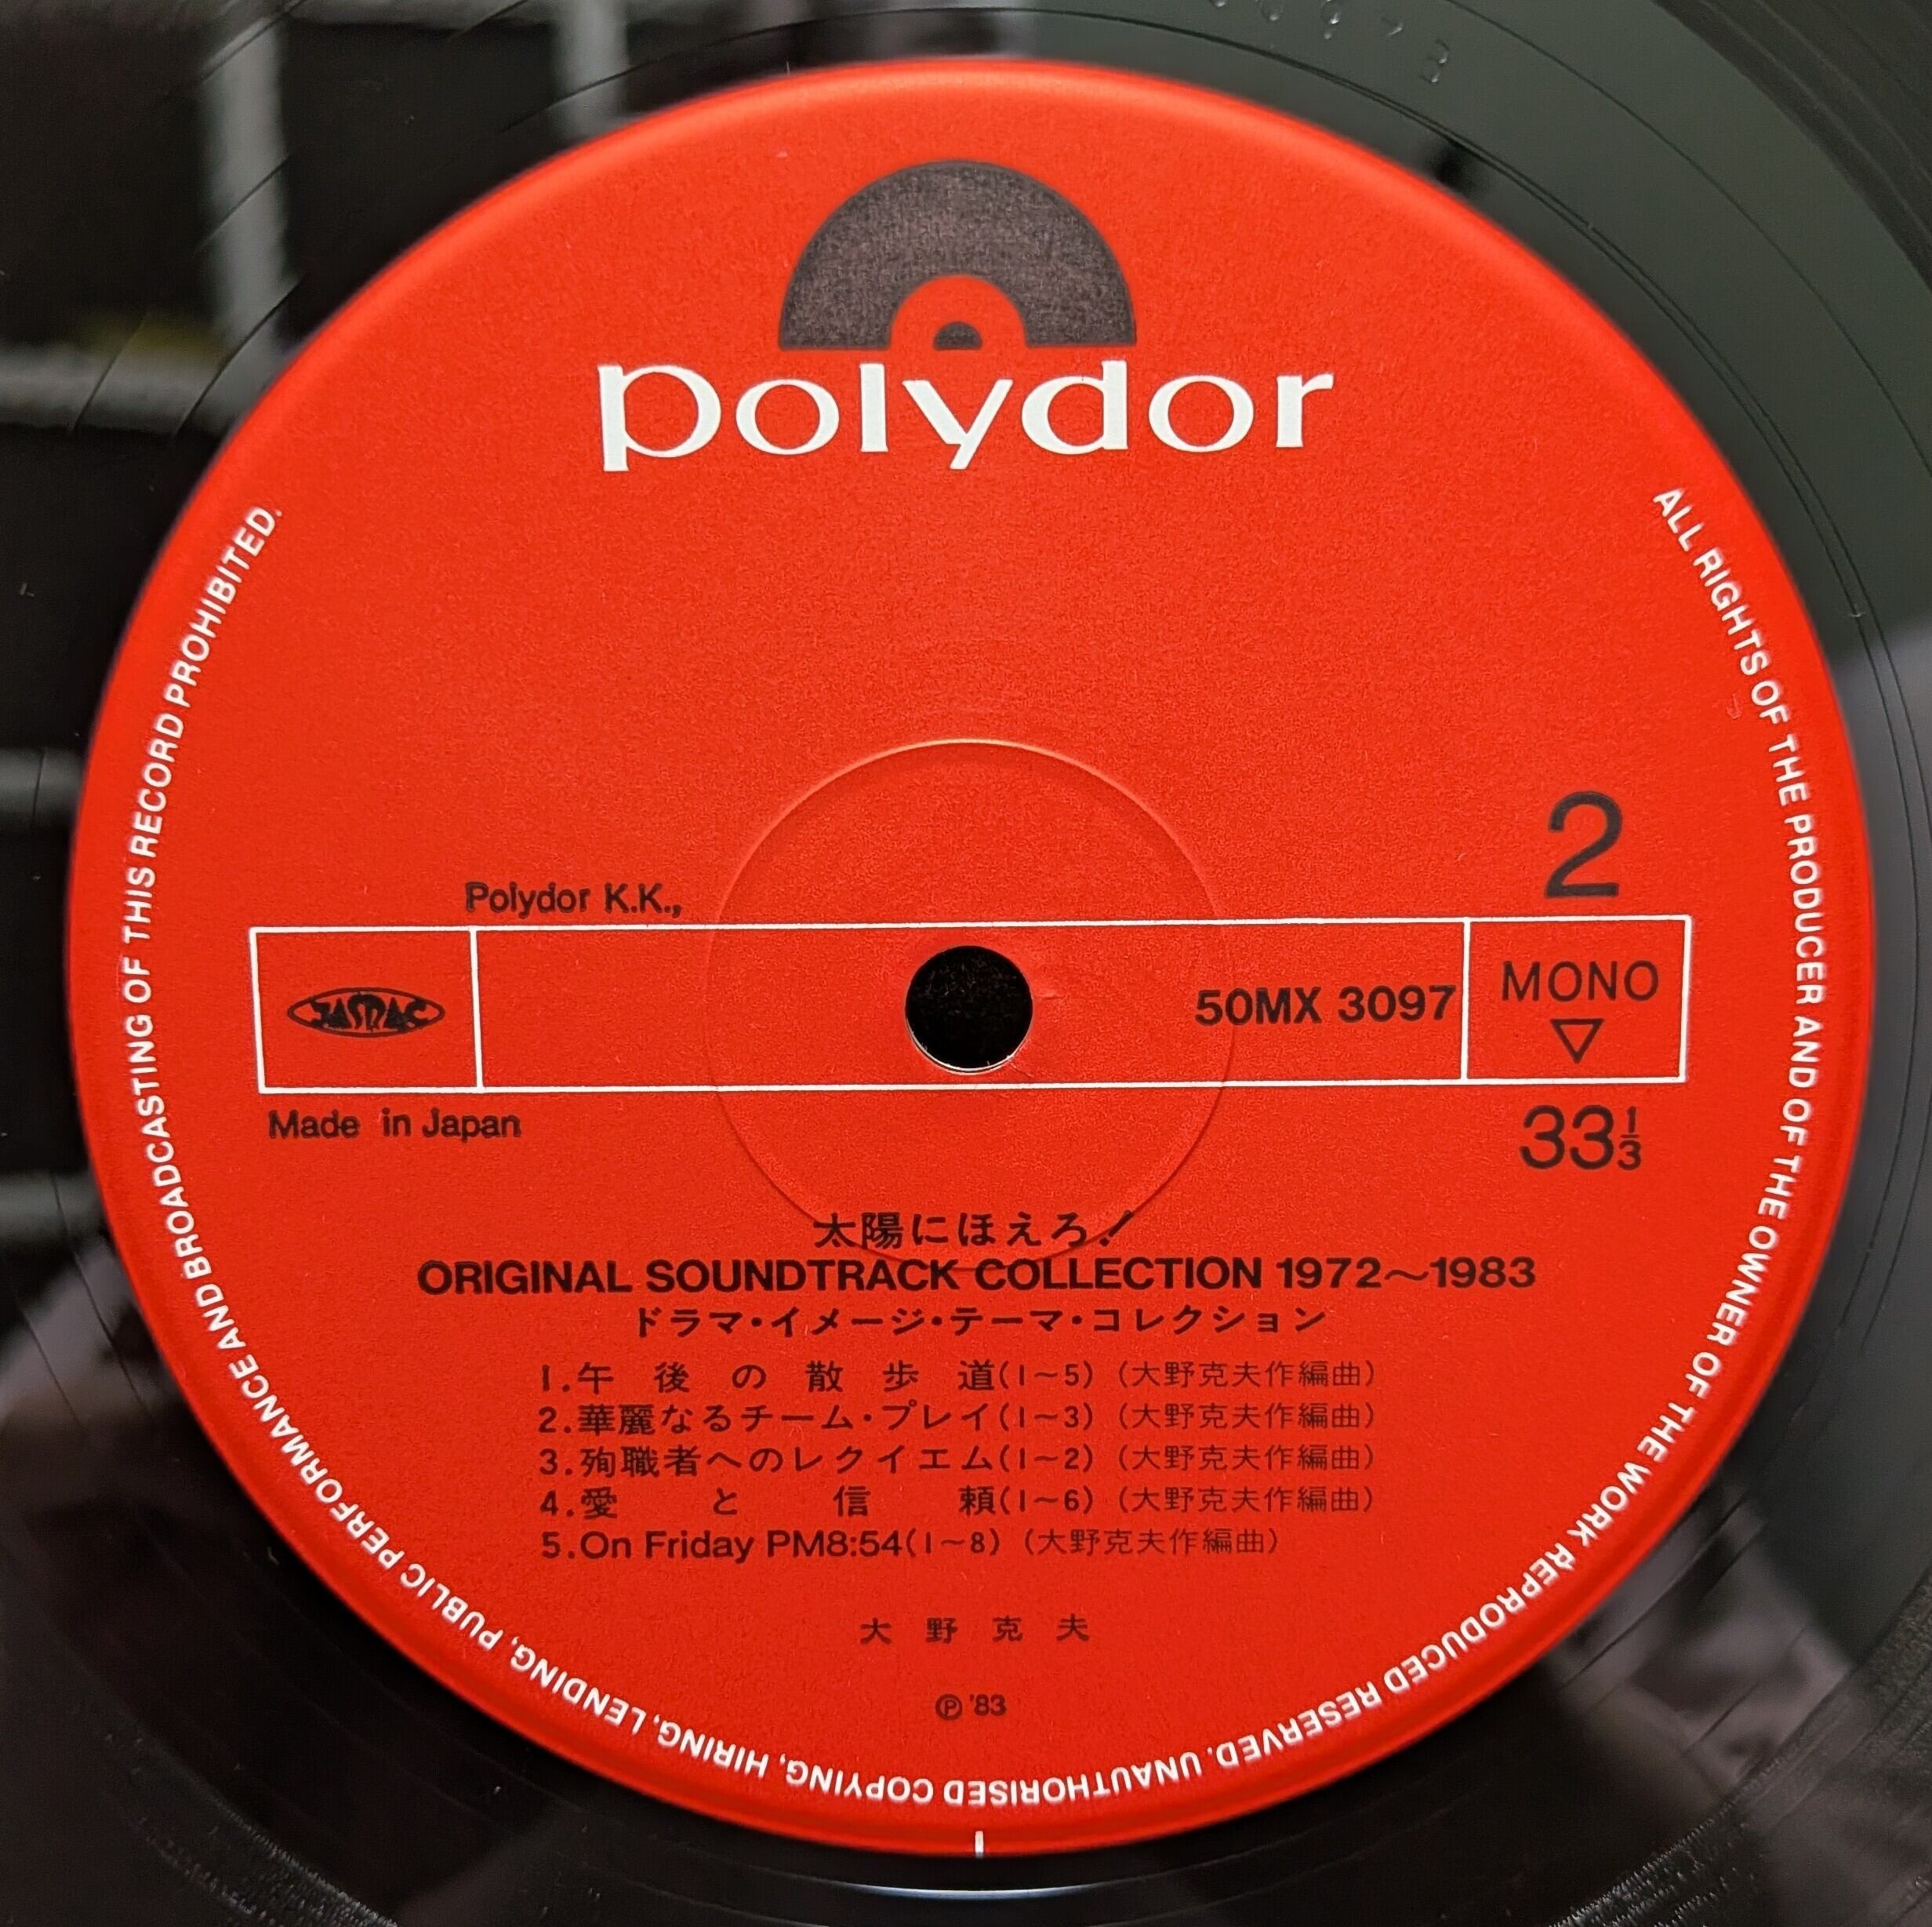 polydor
2
Polydor K.K.,
JASRAC
50MX 3097
MONO
Made in Japan
33⅓
太陽にほえろ！
ORIGINAL SOUNDTRACK COLLECTION 1972〜1983
ドラマ・イメージ・テーマ・コレクション
1.午後の散歩道(1〜5)(大野克夫作編曲)
2.華麗なるチーム・プレイ(1〜3)(大野克夫作編曲)
3.殉職者へのレクイエム(1〜2)(大野克夫作編曲)
4.愛と信頼(1〜6)(大野克夫作編曲)
5.On Friday PM8:54(1〜8)(大野克夫作編曲)
大野克夫
℗ '83
ALL RIGHTS OF THE PRODUCER AND OF THE OWNER OF THE WORK REPRODUCED RESERVED. UNAUTHORISED COPYING, HIRING, LENDING, PUBLIC PERFORMANCE AND BROADCASTING OF THIS RECORD PROHIBITED.